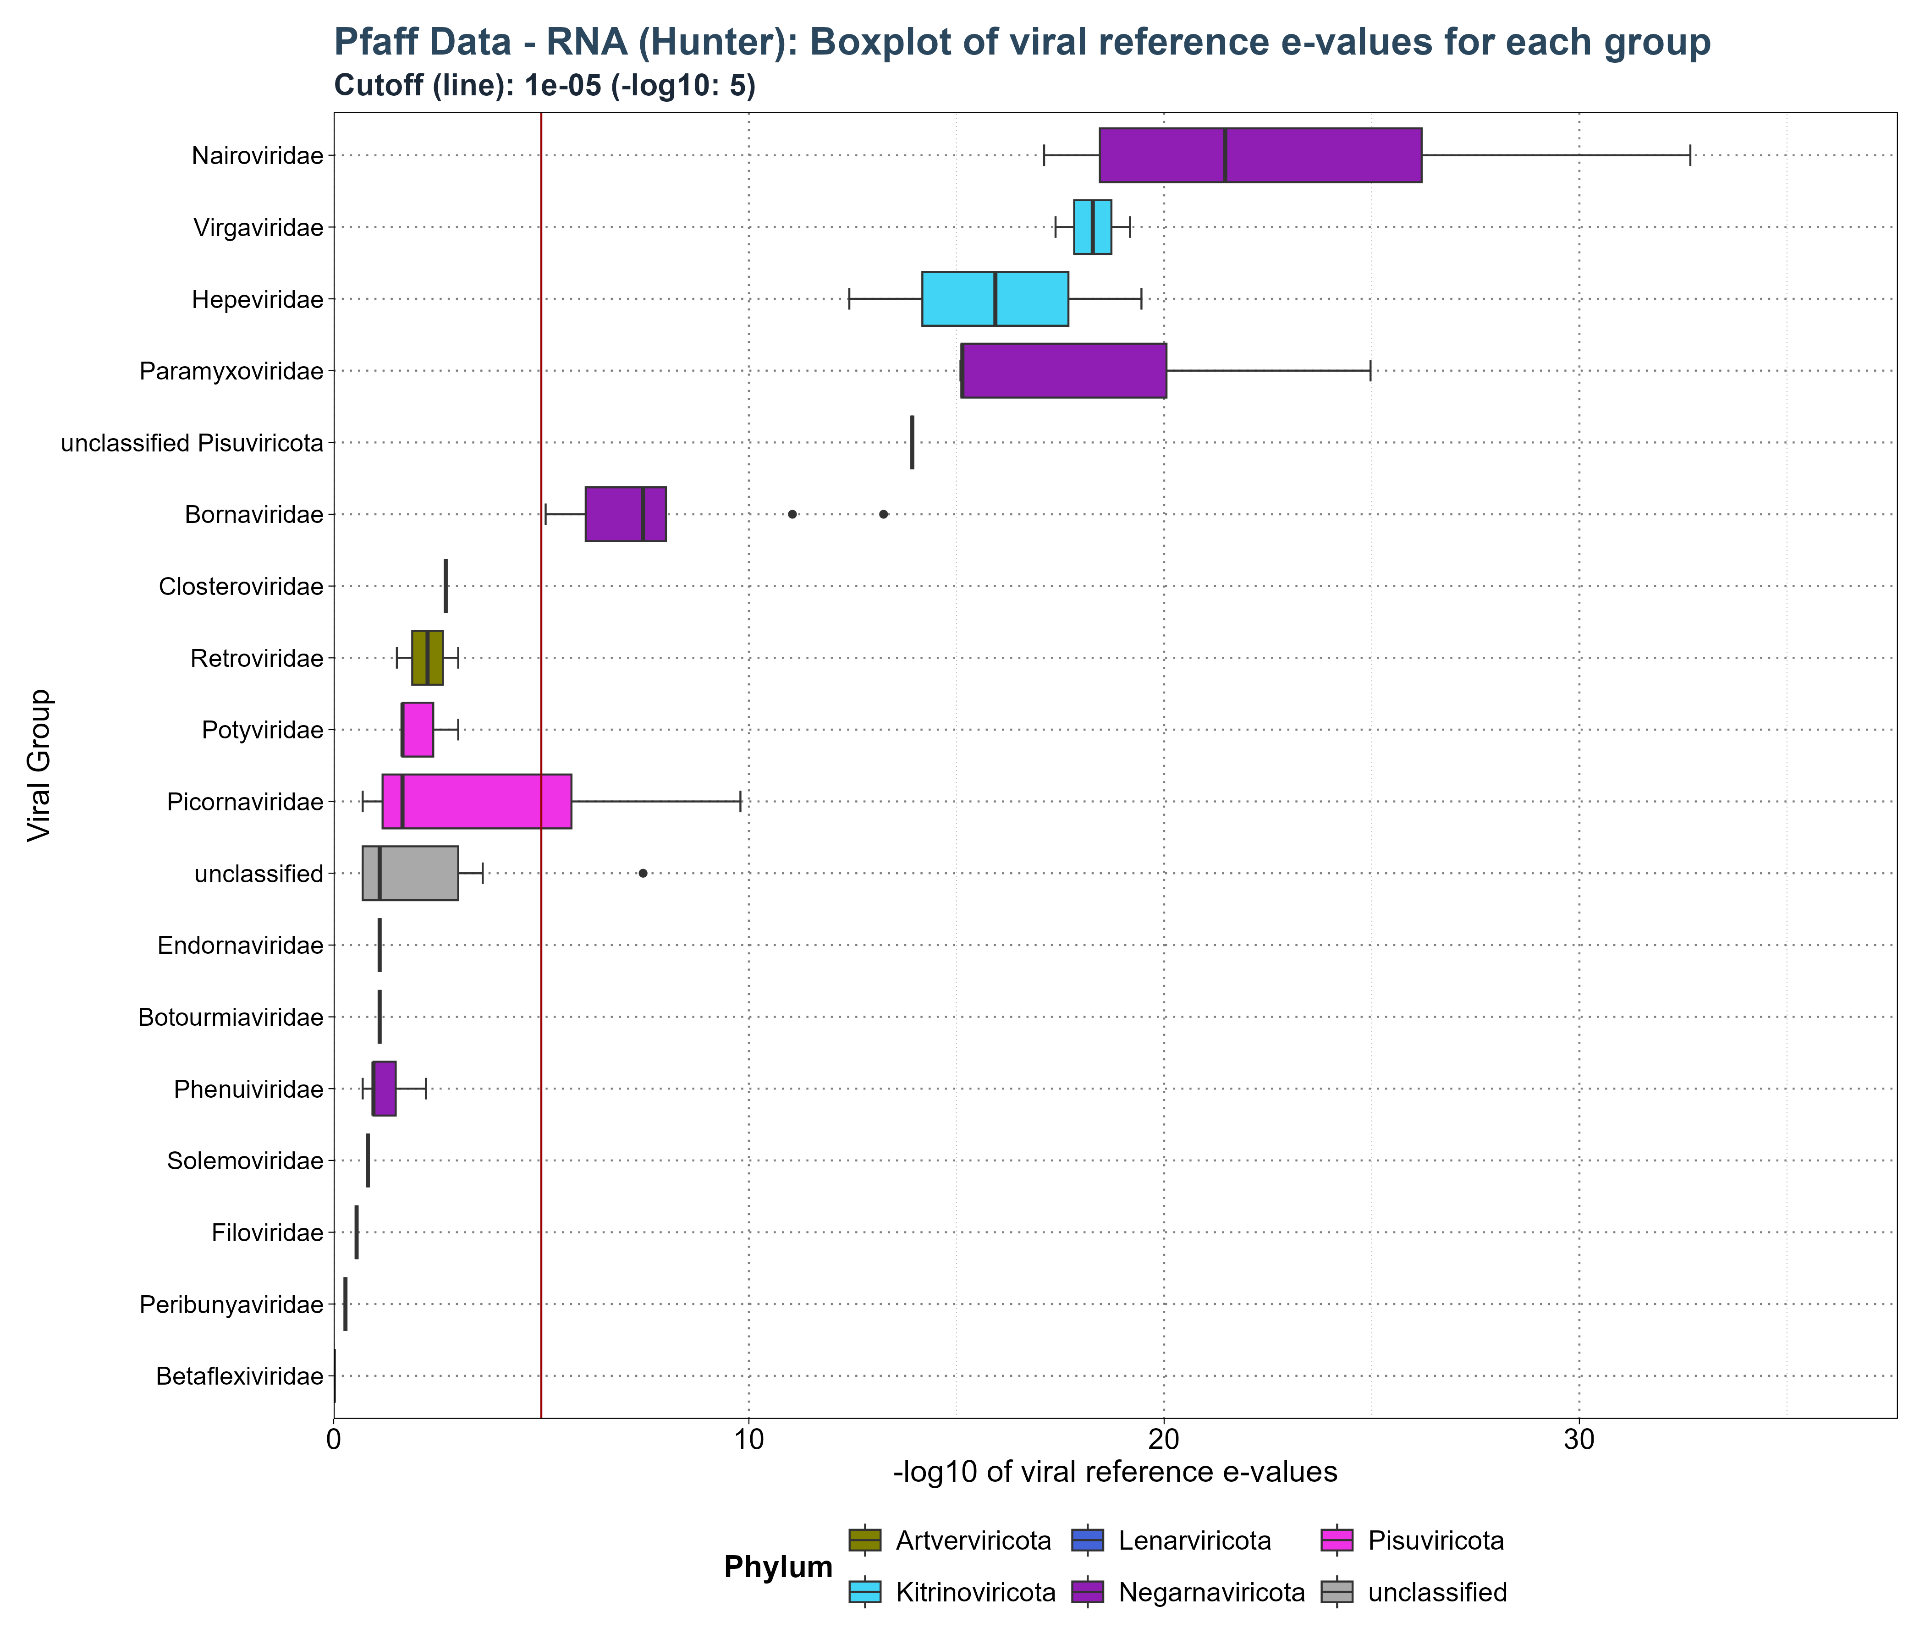 Pfaff Data - RNA (Hunter): Boxplot of viral reference e-values for each group
Cutoff (line): 1e-05 (-log10: 5)
Viral Group
Nairoviridae
Virgaviridae
Hepeviridae
Paramyxoviridae
unclassified Pisuviricota
Bornaviridae
Closteroviridae
Retroviridae
Potyviridae
Picornaviridae
unclassified
Endornaviridae
Botourmiaviridae
Phenuiviridae
Solemoviridae
Filoviridae
Peribunyaviridae
Betaflexiviridae
0 10 20 30
-log10 of viral reference e-values
Phylum
Artverviricota Lenarviricota Pisuviricota
Kitrinoviricota Negarnaviricota unclassified